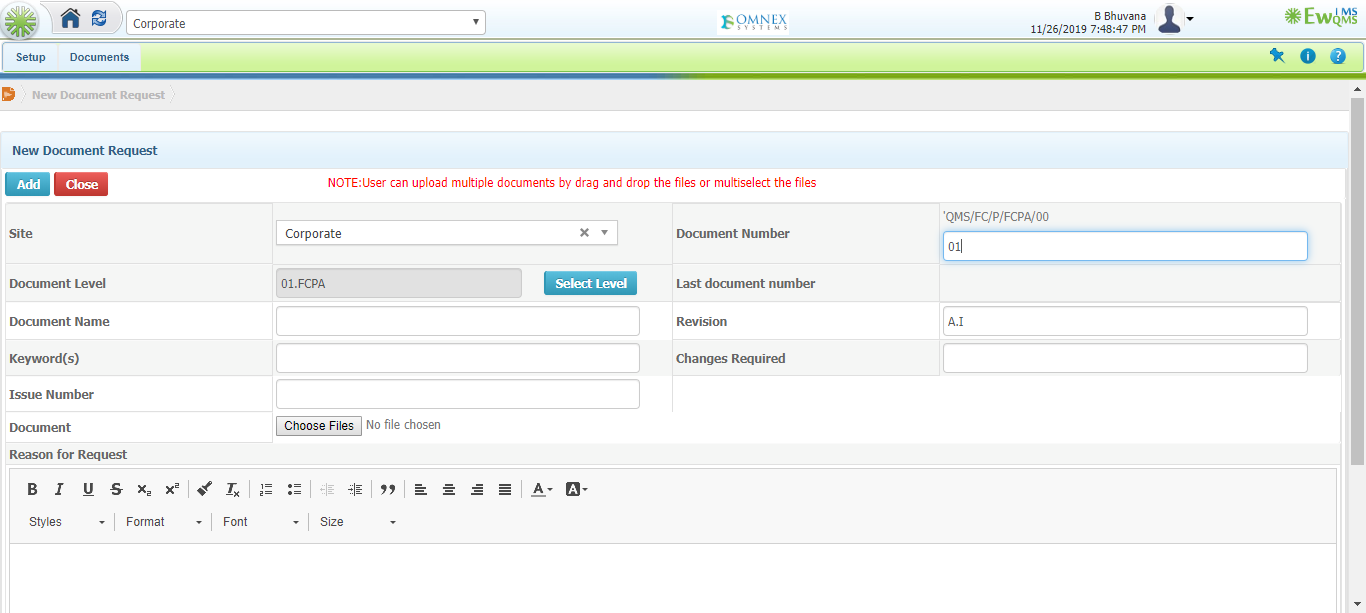 Corporate
OMNEX
SYSTEMS
B Bhuvana
11/26/2019 7:48:47 PM
EwIMS
QMS
Setup
Documents
New Document Request
New Document Request
Add
Close
NOTE:User can upload multiple documents by drag and drop the files or multiselect the files
Site
Corporate
Document Number
'QMS/FC/P/FCPA/00
01
Document Level
01.FCPA
Select Level
Last document number
Document Name
Revision
A.I
Keyword(s)
Changes Required
Issue Number
Document
Choose Files
No file chosen
Reason for Request
Styles
Format
Font
Size